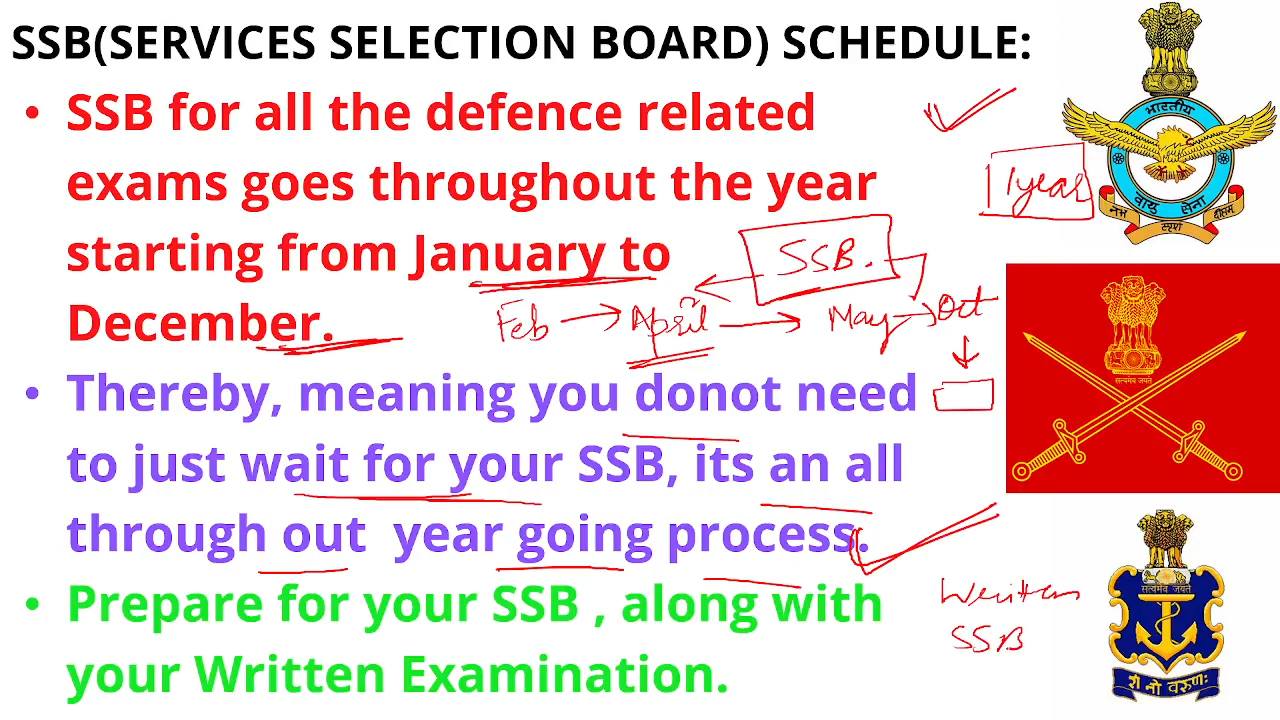 SSB(SERVICES SELECTION BOARD) SCHEDULE:
• SSB for all the defence related
exams goes throughout the year
starting from January to
December.
• Thereby, meaning you donot need
to just wait for your SSB, its an all
through out year going process.
• Prepare for your SSB , along with
your Written Examination.
1year
SSB.
Feb → April → May → Oct
Written
SSB
भारतीय
वायु सेना
नभः स्पृशं दीप्तम्
सत्यमेव जयते
सत्यमेव जयते
शं नो वरुणः